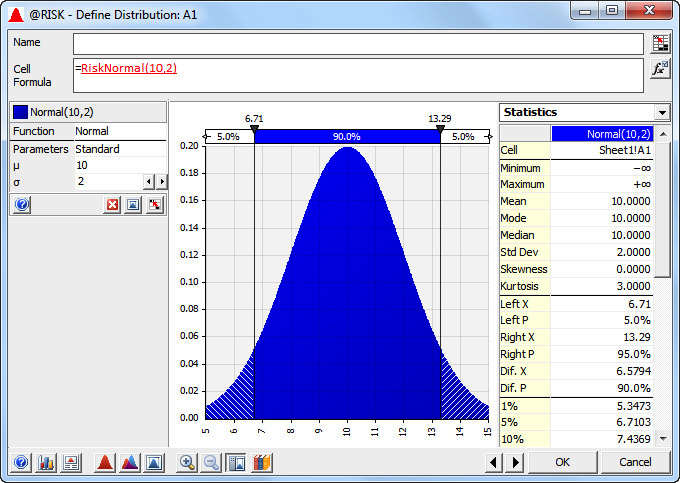 @RISK - Define Distribution: A1
Name
Cell Formula
=RiskNormal(10,2)
Normal(10,2)
Function Normal
Parameters Standard
μ 10
σ 2
6.71 13.29
5.0% 90.0% 5.0%
0.20
0.18
0.16
0.14
0.12
0.10
0.08
0.06
0.04
0.02
0.00
5 6 7 8 9 10 11 12 13 14 15
Statistics
Normal(10,2)
Cell Sheet1!A1
Minimum −∞
Maximum +∞
Mean 10.0000
Mode 10.0000
Median 10.0000
Std Dev 2.0000
Skewness 0.0000
Kurtosis 3.0000
Left X 6.71
Left P 5.0%
Right X 13.29
Right P 95.0%
Dif. X 6.5794
Dif. P 90.0%
1% 5.3473
5% 6.7103
10% 7.4369
OK Cancel